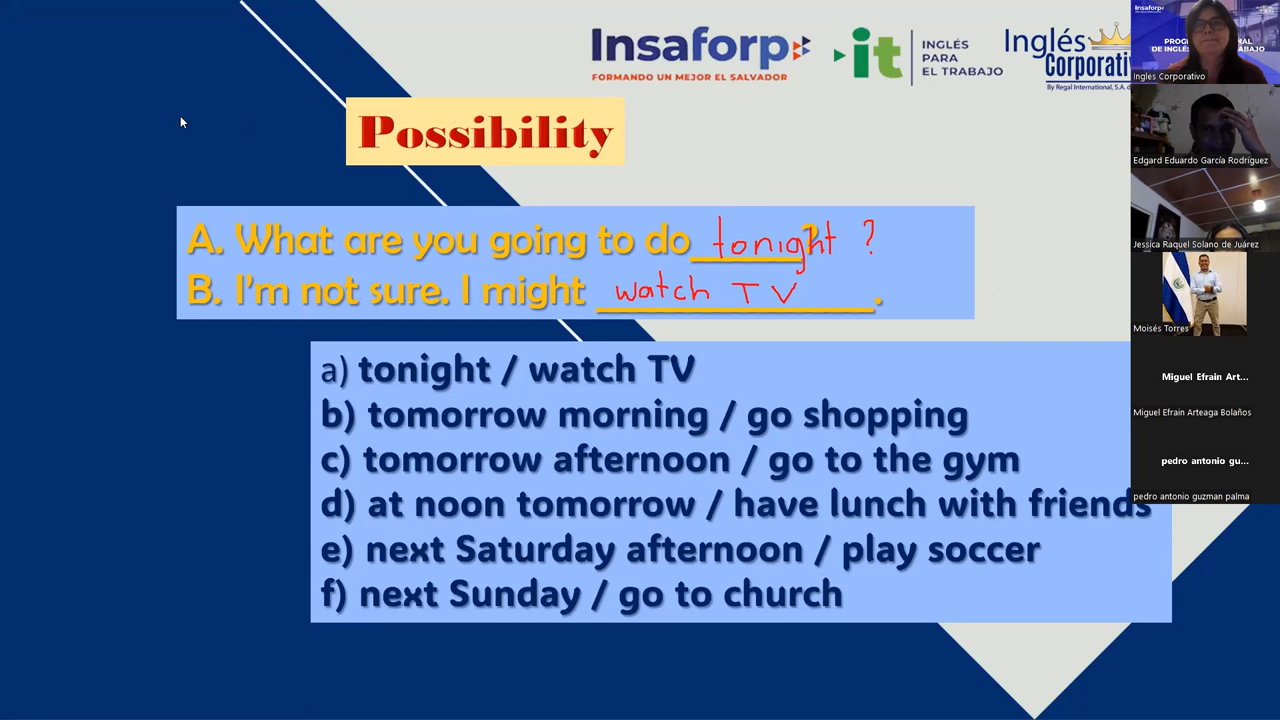 Insaforp
FORMANDO UN MEJOR EL SALVADOR
it
INGLÉS
PARA
EL TRABAJO
Inglés
Corporativ
By Regal International, S.A. d
Possibility
A. What are you going to do tonight ?
B. I'm not sure. I might watch TV.
a) tonight / watch TV
b) tomorrow morning / go shopping
c) tomorrow afternoon / go to the gym
d) at noon tomorrow / have lunch with friends
e) next Saturday afternoon / play soccer
f) next Sunday / go to church
Insaforp
Ingles Corporativo
Edgard Eduardo García Rodríguez
Jessica Raquel Solano de Juárez
Moisés Torres
Miguel Efrain Art...
Miguel Efrain Arteaga Bolaños
pedro antonio gu...
pedro antonio guzman palma